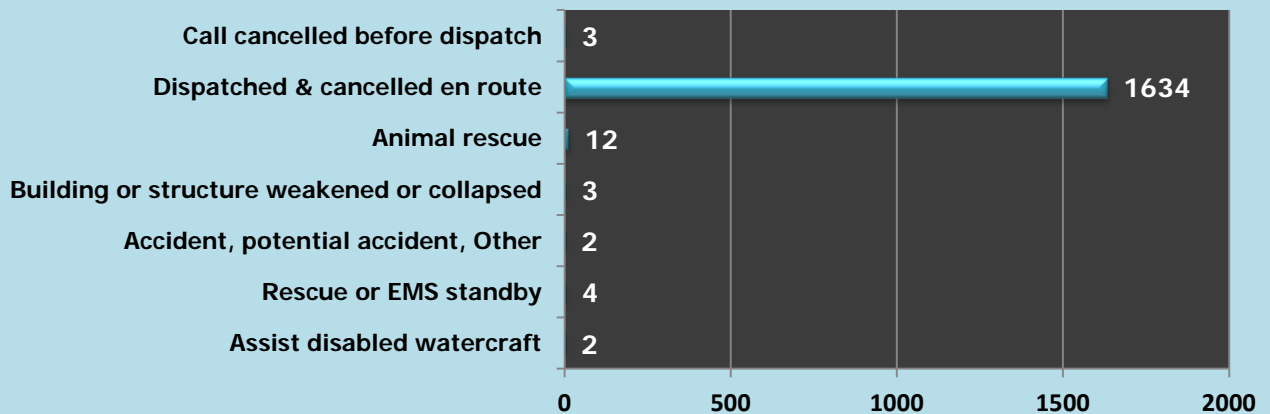 Call cancelled before dispatch 3
Dispatched & cancelled en route 1634
Animal rescue 12
Building or structure weakened or collapsed 3
Accident, potential accident, Other 2
Rescue or EMS standby 4
Assist disabled watercraft 2
0 500 1000 1500 2000